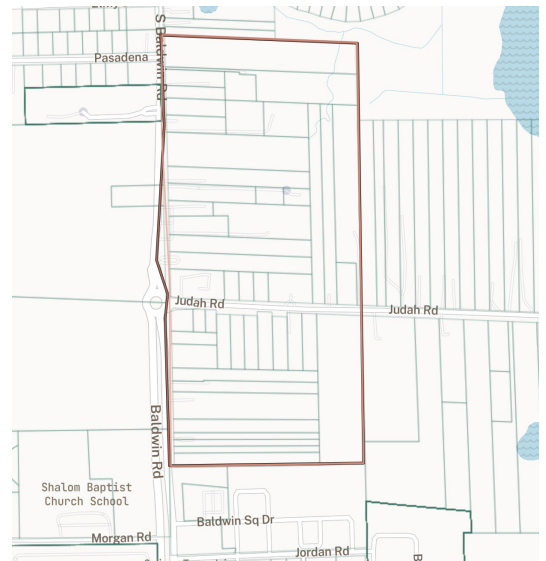 S Baldwin Rd
Pasadena
Judah Rd
Judah Rd
Baldwin Rd
Shalom Baptist
Church School
Baldwin Sq Dr
Morgan Rd
Jordan Rd
B